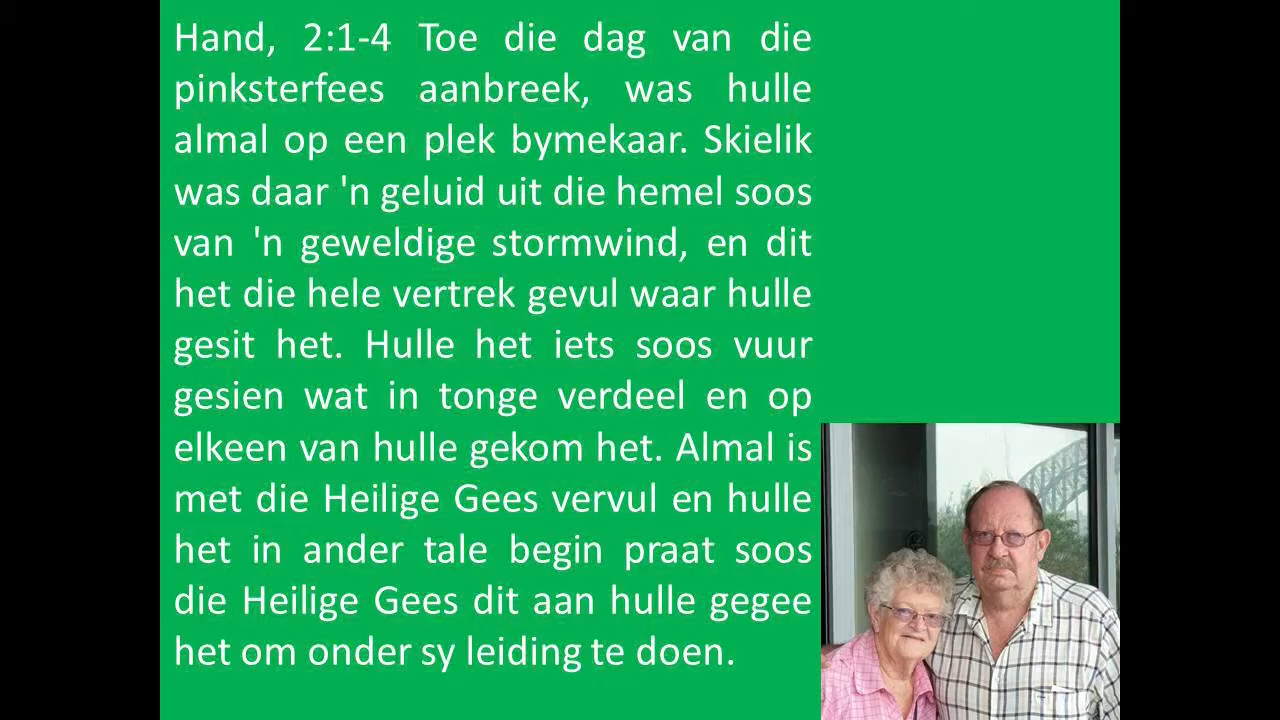 Hand, 2:1-4 Toe die dag van die
pinksterfees aanbreek, was hulle
almal op een plek bymekaar. Skielik
was daar 'n geluid uit die hemel soos
van 'n geweldige stormwind, en dit
het die hele vertrek gevul waar hulle
gesit het. Hulle het iets soos vuur
gesien wat in tonge verdeel en op
elkeen van hulle gekom het. Almal is
met die Heilige Gees vervul en hulle
het in ander tale begin praat soos
die Heilige Gees dit aan hulle gegee
het om onder sy leiding te doen.